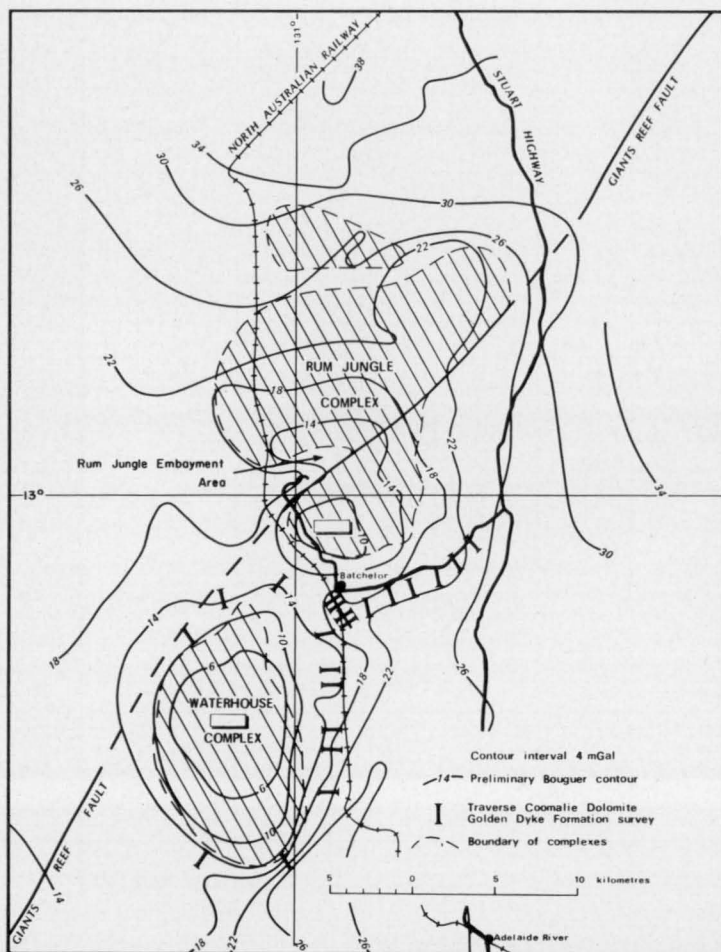 131°
NORTH AUSTRALIAN RAILWAY
38
STUART
HIGHWAY
GIANTS REEF FAULT
34
30
26
30
22
26
22
RUM JUNGLE
COMPLEX
18
14
22
18
14
Rum Jungle Embayment
Area
13°
34
10
30
Batchelor
14
14
10
18
6
18
22
26
WATERHOUSE
COMPLEX
6
10
GIANTS REEF FAULT
14
18
22
26
26
Contour interval 4 mGal
14 Preliminary Bouguer contour
Traverse Coomalie Dolomite
Golden Dyke Formation survey
Boundary of complexes
5 0 5 10 kilometres
Adelaide River